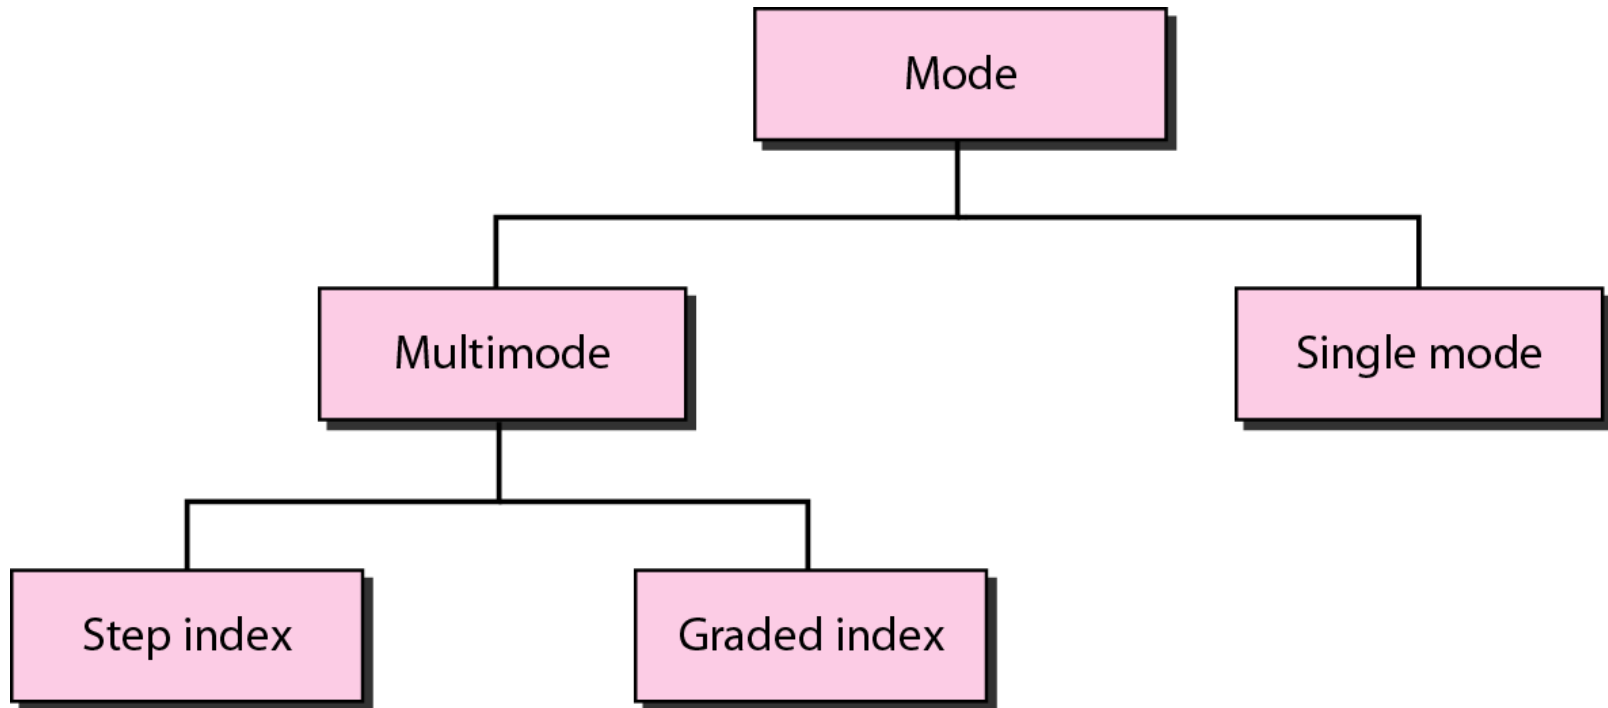 Mode
Multimode
Single mode
Step index
Graded index